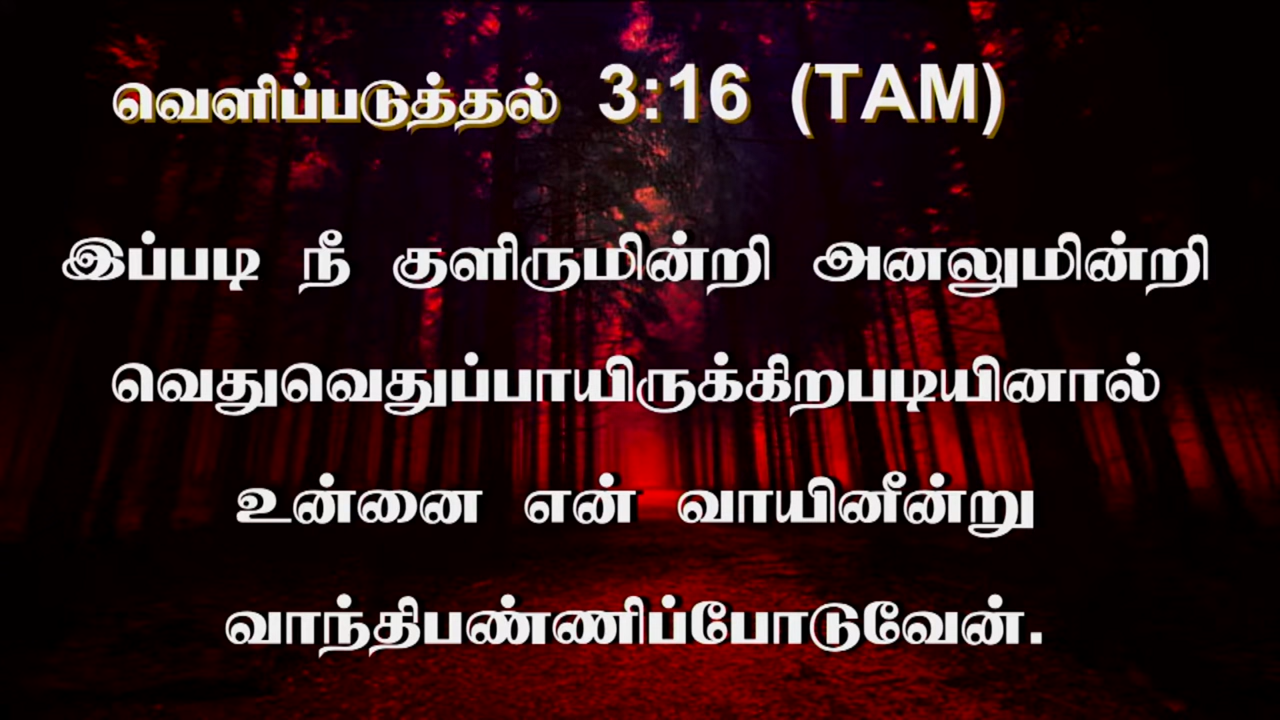 வெளிப்படுத்தல் 3:16 (TAM)
இப்படி நீ குளிருமின்றி அனலுமின்றி
வெதுவெதுப்பாயிருக்கிறபடியினால்
உன்னை என் வாயினீன்று
வாந்திபண்ணிப்போடுவேன்.